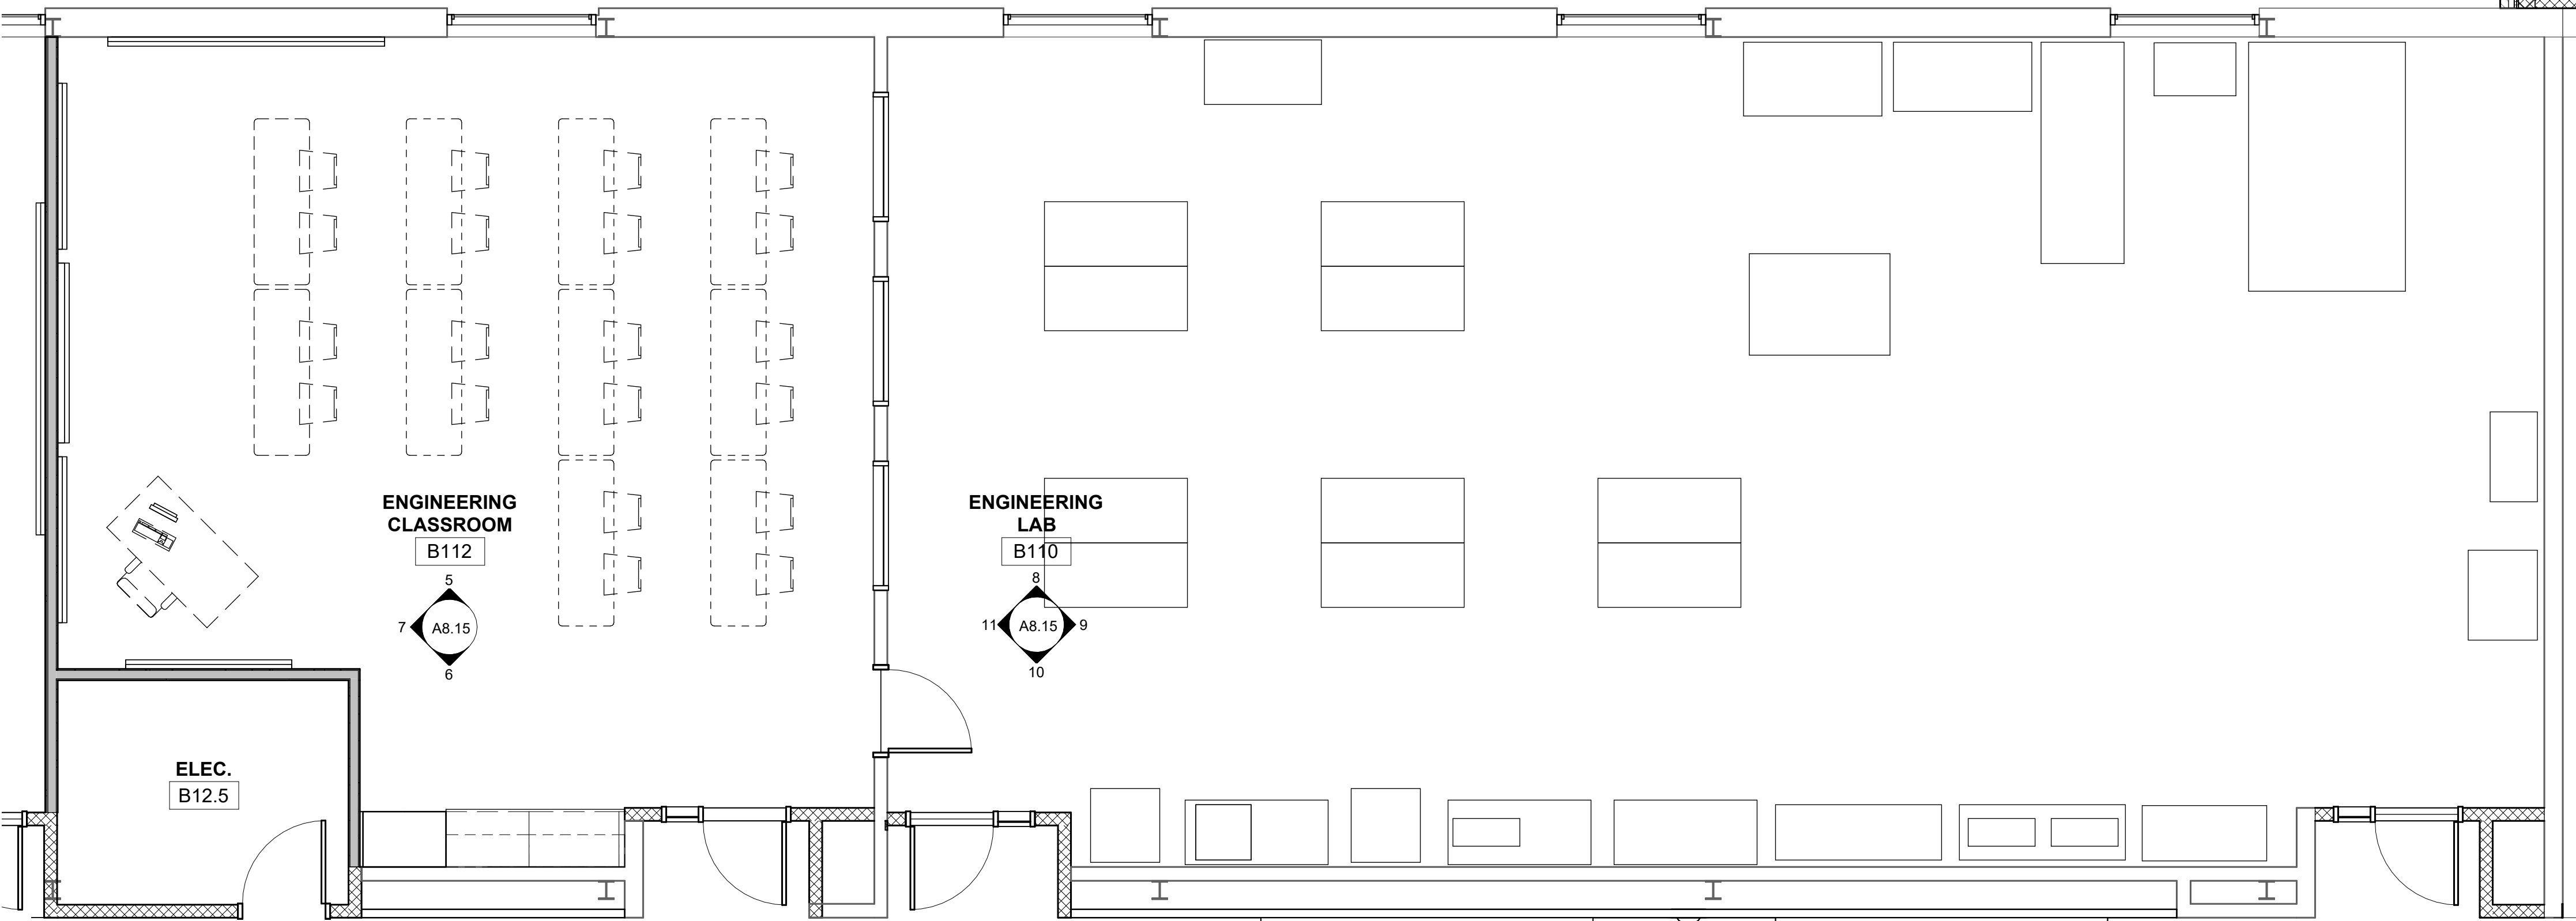 ENGINEERING
CLASSROOM
B112
5
7
A8.15
6
ENGINEERING
LAB
B110
8
11
A8.15
9
10
ELEC.
B12.5